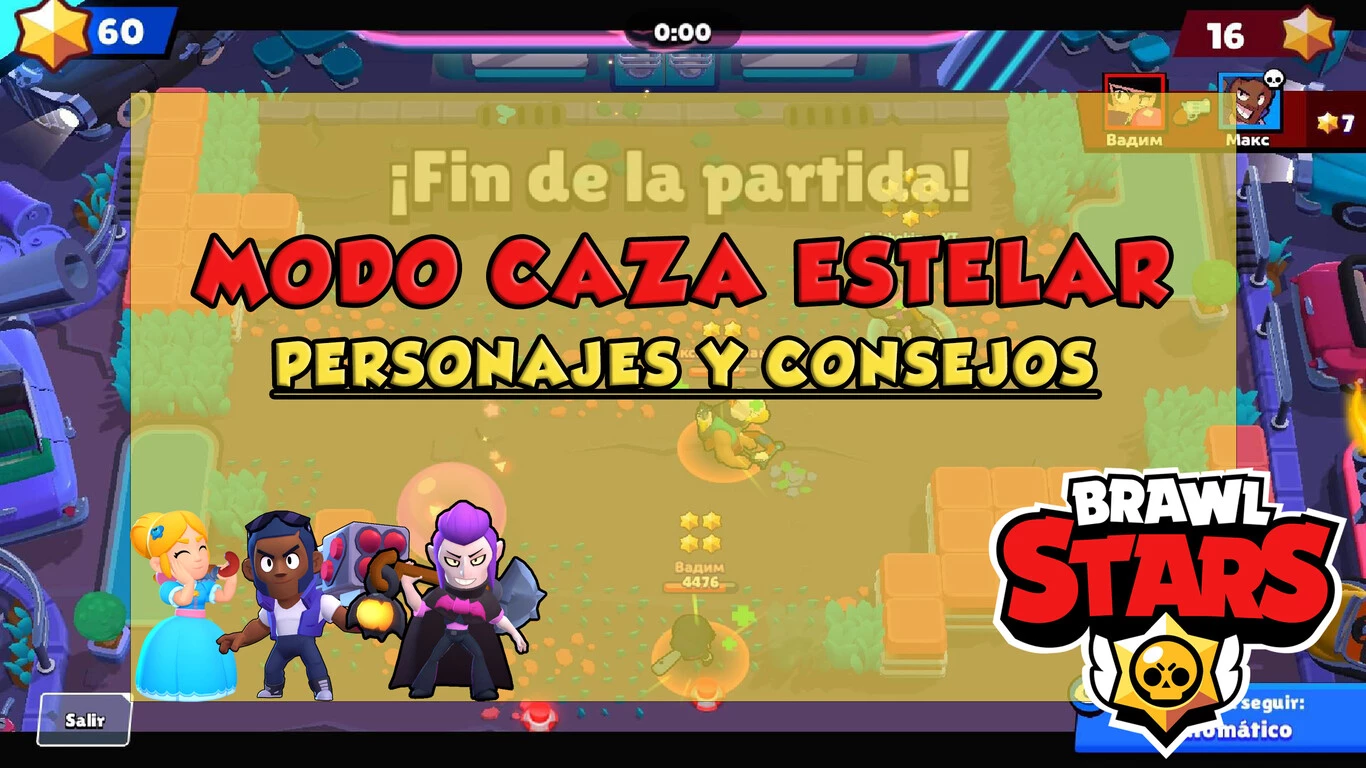 60
0:00
16
Вадим
Макс
7
¡Fin de la partida!
MODO CAZA ESTELAR
PERSONAJES Y CONSEJOS
Вадим
4476
BRAWL
STARS
Salir
seguir: